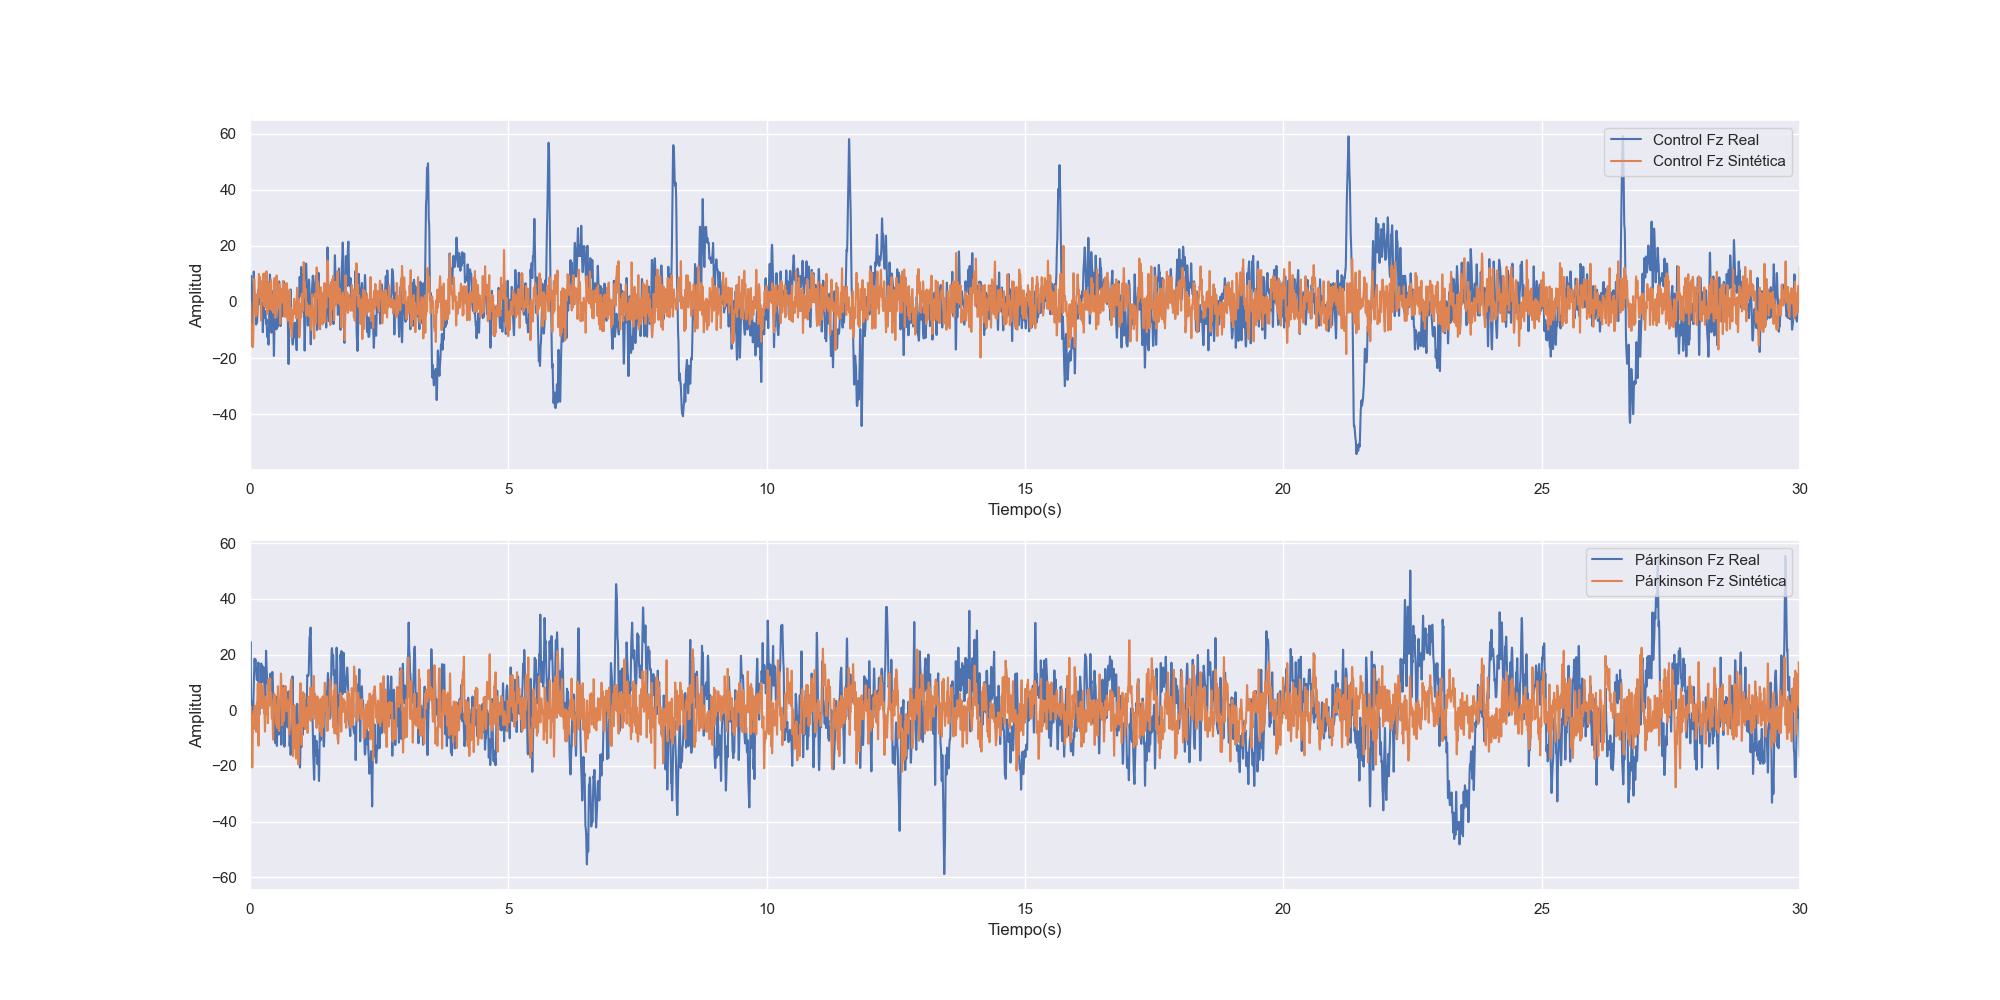 60
40
20
0
−20
−40
Amplitud
Control Fz Real
Control Fz Sintética
0 5 10 15 20 25 30
Tiempo(s)
60
40
20
0
−20
−40
−60
Amplitud
Párkinson Fz Real
Párkinson Fz Sintética
0 5 10 15 20 25 30
Tiempo(s)